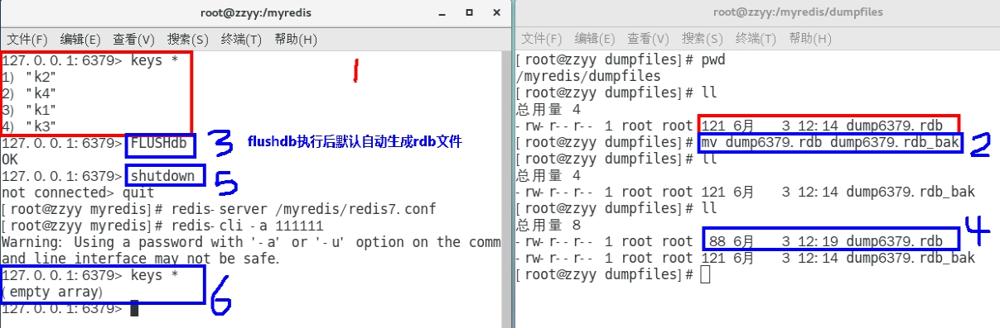 root@zzyy:/myredis
文件(F) 编辑(E) 查看(V) 搜索(S) 终端(T) 帮助(H)
127.0.0.1:6379> keys *
1) "k2"
2) "k4"
3) "k1"
4) "k3"
1
127.0.0.1:6379> FLUSHdb
3
flushdb执行后默认自动生成rdb文件
OK
127.0.0.1:6379> shutdown
5
not connected> quit
[root@zzyy myredis]# redis-server /myredis/redis7.conf
[root@zzyy myredis]# redis-cli -a 111111
Warning: Using a password with '-a' or '-u' option on the comm
and line interface may not be safe.
127.0.0.1:6379> keys *
(empty array)
6
127.0.0.1:6379>
root@zzyy:/myredis/dumpfiles
文件(F) 编辑(E) 查看(V) 搜索(S) 终端(T) 帮助(H)
[root@zzyy dumpfiles]# pwd
/myredis/dumpfiles
[root@zzyy dumpfiles]# ll
总用量 4
-rw-r--r-- 1 root root 121 6月 3 12:14 dump6379.rdb
[root@zzyy dumpfiles]# mv dump6379.rdb dump6379.rdb_bak
2
[root@zzyy dumpfiles]# ll
总用量 4
-rw-r--r-- 1 root root 121 6月 3 12:14 dump6379.rdb_bak
[root@zzyy dumpfiles]# ll
总用量 8
-rw-r--r-- 1 root root 88 6月 3 12:19 dump6379.rdb
4
-rw-r--r-- 1 root root 121 6月 3 12:14 dump6379.rdb_bak
[root@zzyy dumpfiles]#